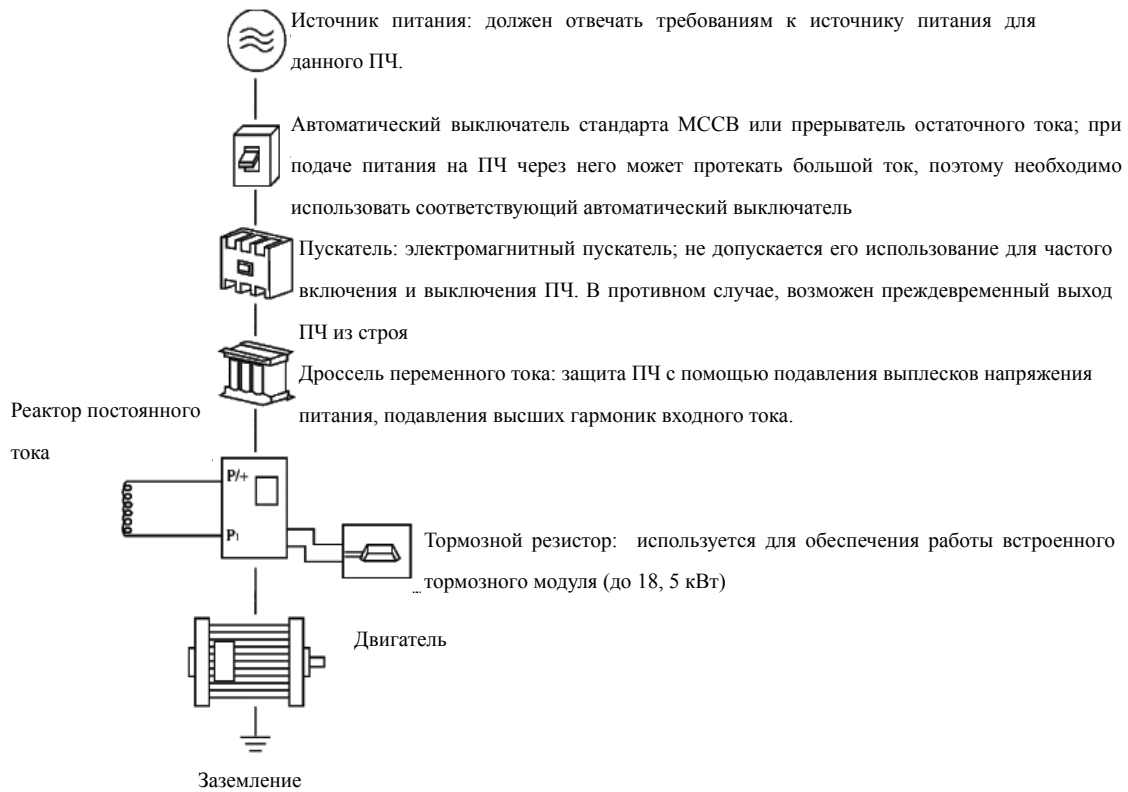 Источник питания: должен отвечать требованиям к источнику питания для
данного ПЧ.
Автоматический выключатель стандарта МССВ или прерыватель остаточного тока; при
подаче питания на ПЧ через него может протекать большой ток, поэтому необходимо
использовать соответствующий автоматический выключатель
Пускатель: электромагнитный пускатель; не допускается его использование для частого
включения и выключения ПЧ. В противном случае, возможен преждевременный выход
ПЧ из строя
Дроссель переменного тока: защита ПЧ с помощью подавления выплесков напряжения
питания, подавления высших гармоник входного тока.
Реактор постоянного
тока
P/+
P1
Тормозной резистор: используется для обеспечения работы встроенного
тормозного модуля (до 18, 5 кВт)
Двигатель
Заземление